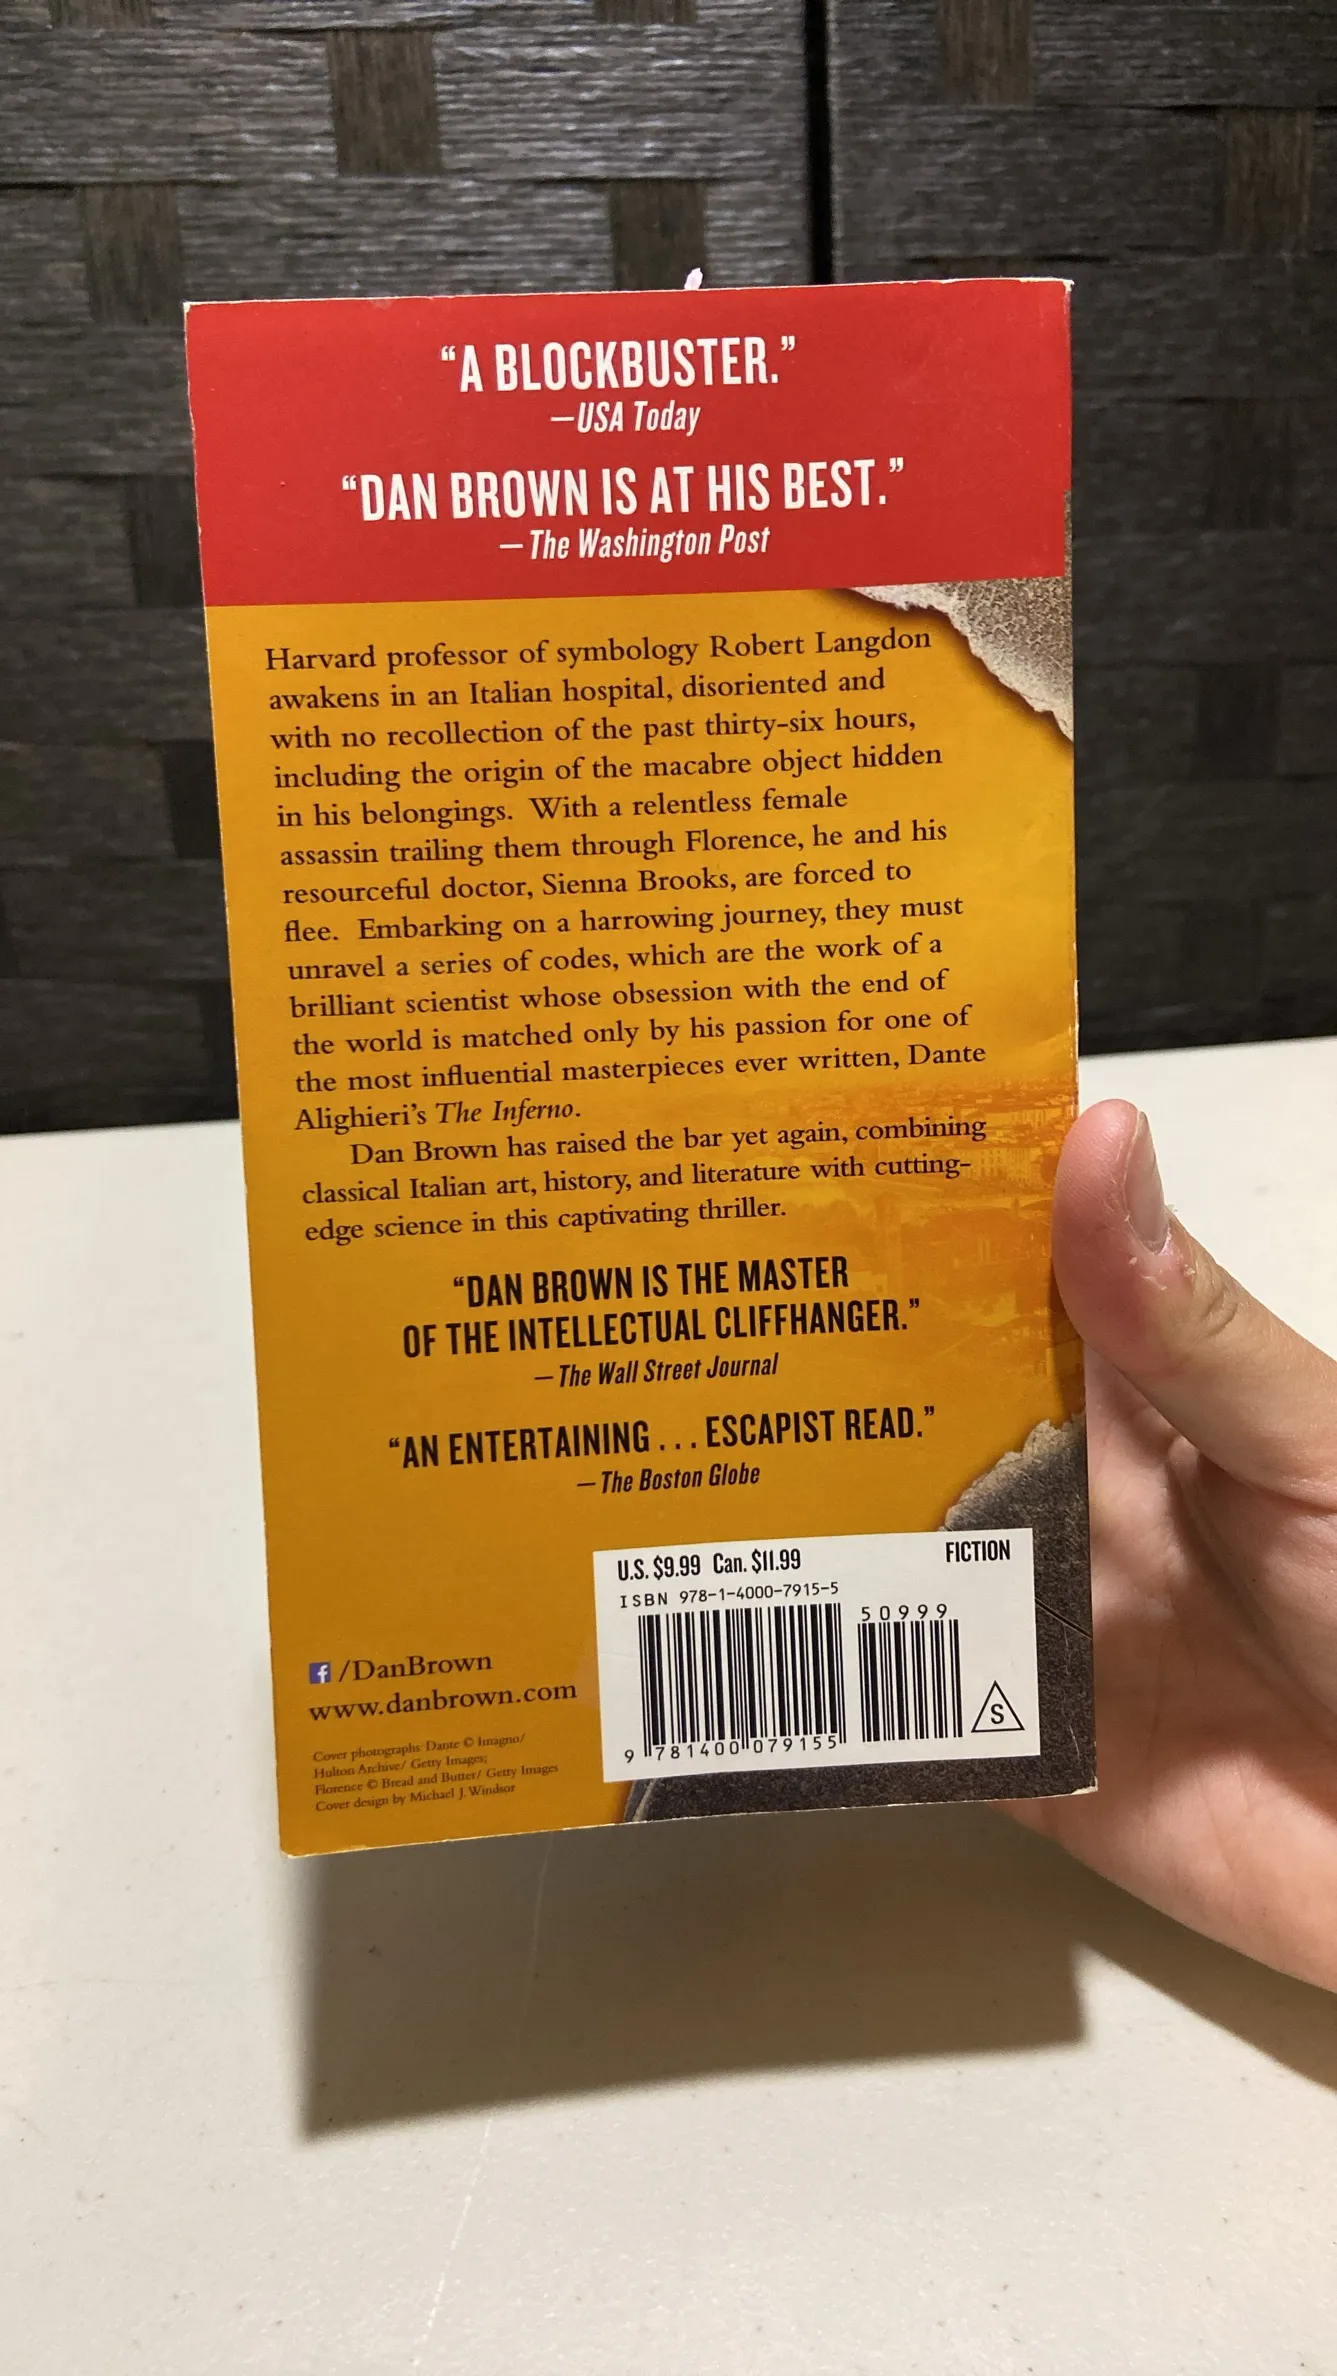 “A BLOCKBUSTER.”
—USA Today
“DAN BROWN IS AT HIS BEST.”
—The Washington Post
Harvard professor of symbology Robert Langdon
awakens in an Italian hospital, disoriented and
with no recollection of the past thirty-six hours,
including the origin of the macabre object hidden
in his belongings. With a relentless female
assassin trailing them through Florence, he and his
resourceful doctor, Sienna Brooks, are forced to
flee. Embarking on a harrowing journey, they must
unravel a series of codes, which are the work of a
brilliant scientist whose obsession with the end of
the world is matched only by his passion for one of
the most influential masterpieces ever written, Dante
Alighieri’s The Inferno.
Dan Brown has raised the bar yet again, combining
classical Italian art, history, and literature with cutting-
edge science in this captivating thriller.
“DAN BROWN IS THE MASTER
OF THE INTELLECTUAL CLIFFHANGER.”
—The Wall Street Journal
“AN ENTERTAINING . . . ESCAPIST READ.”
—The Boston Globe
U.S. $9.99 Can. $11.99 FICTION
ISBN 978-1-4000-7915-5
50999
9 781400 079155
S
f /DanBrown
www.danbrown.com
Cover photographs: Dante © Imagno/
Hulton Archive/ Getty Images;
Florence © Bread and Butter/ Getty Images
Cover design by Michael J. Windsor